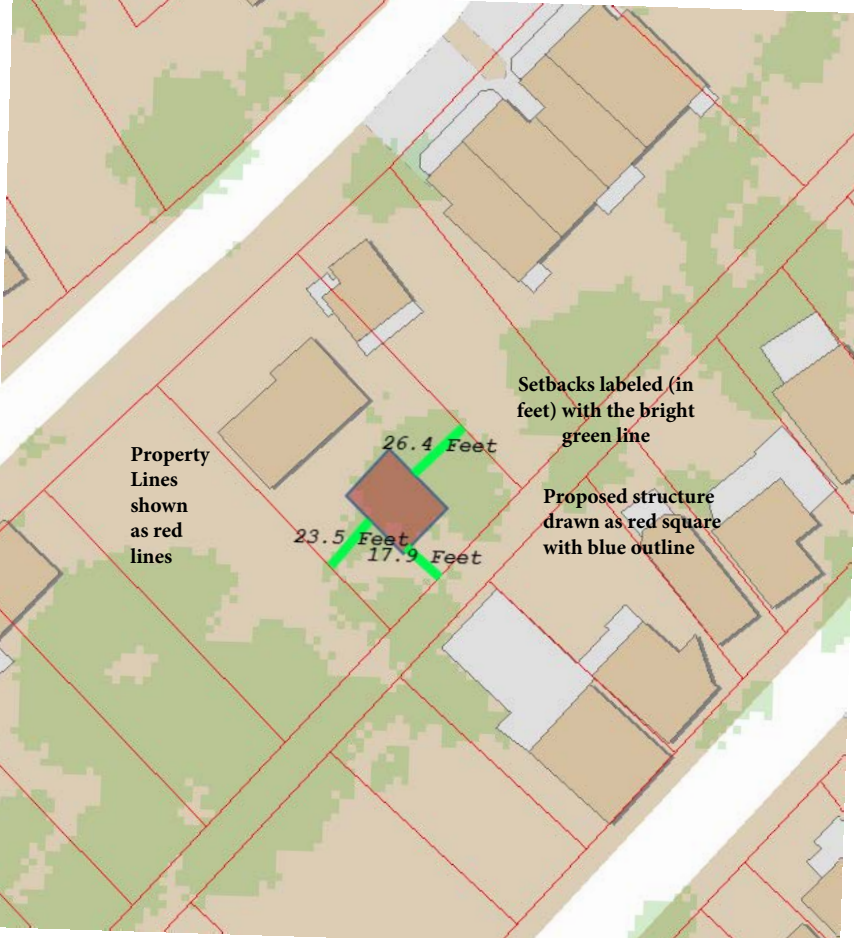 Setbacks labeled (in
feet) with the bright
green line
26.4 Feet
Property
Lines
shown
as red
lines
Proposed structure
drawn as red square
with blue outline
23.5 Feet
17.9 Feet